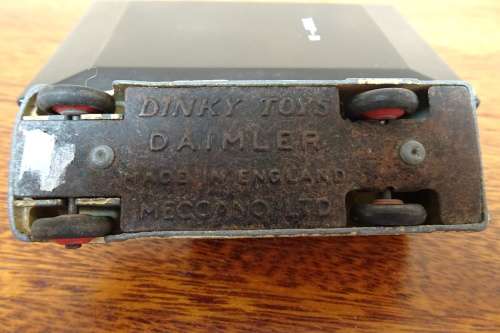 DINKY TOYS
DAIMLER
MADE IN ENGLAND
MECCANO LTD